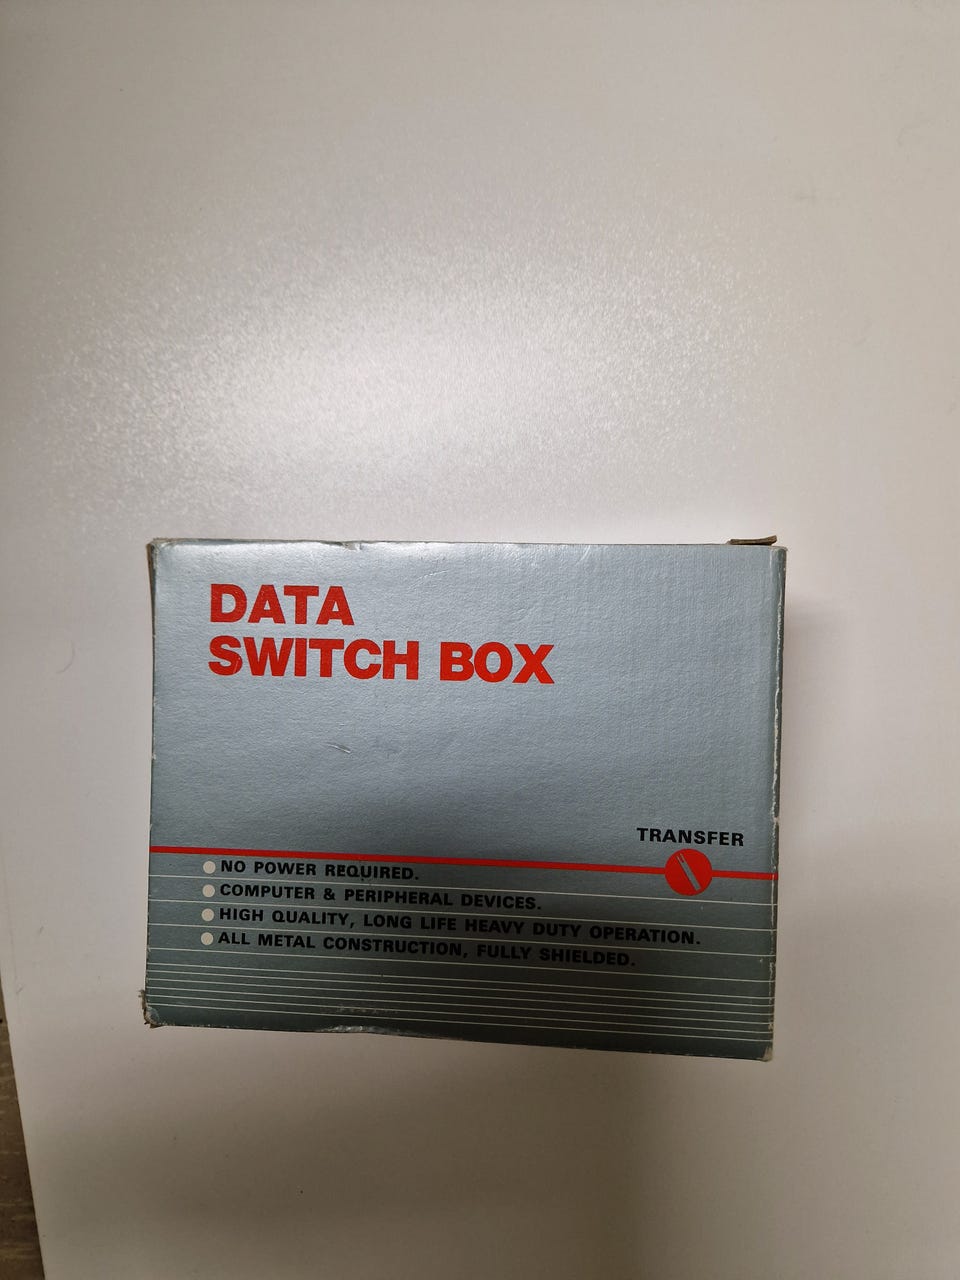 DATA
SWITCH BOX
TRANSFER
NO POWER REQUIRED.
COMPUTER & PERIPHERAL DEVICES.
HIGH QUALITY, LONG LIFE HEAVY DUTY OPERATION.
ALL METAL CONSTRUCTION, FULLY SHIELDED.